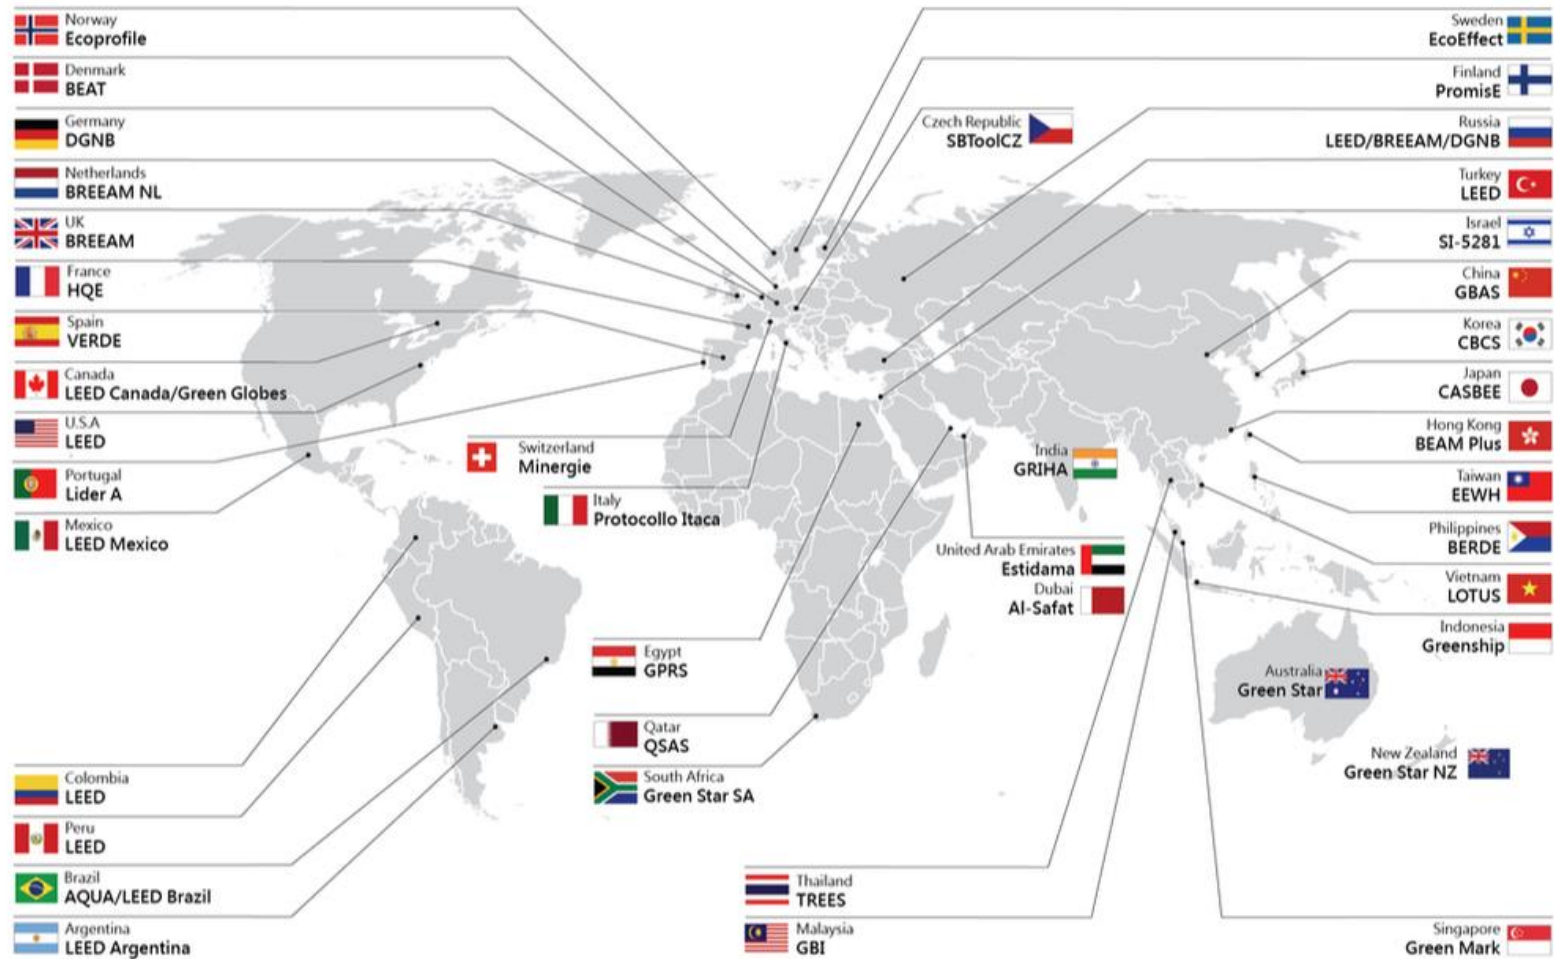 Norway
Ecoprofile
Denmark
BEAT
Germany
DGNB
Netherlands
BREEAM NL
UK
BREEAM
France
HQE
Spain
VERDE
Canada
LEED Canada/Green Globes
U.S.A
LEED
Portugal
Lider A
Mexico
LEED Mexico
Colombia
LEED
Peru
LEED
Brazil
AQUA/LEED Brazil
Argentina
LEED Argentina
Switzerland
Minergie
Italy
Protocollo Itaca
Egypt
GPRS
Qatar
QSAS
South Africa
Green Star SA
Thailand
TREES
Malaysia
GBI
Czech Republic
SBToolCZ
India
GRIHA
United Arab Emirates
Estidama
Dubai
Al-Safat
Sweden
EcoEffect
Finland
PromisE
Russia
LEED/BREEAM/DGNB
Turkey
LEED
Israel
SI-5281
China
GBAS
Korea
CBCS
Japan
CASBEE
Hong Kong
BEAM Plus
Taiwan
EEWH
Philippines
BERDE
Vietnam
LOTUS
Indonesia
Greenship
Australia
Green Star
New Zealand
Green Star NZ
Singapore
Green Mark